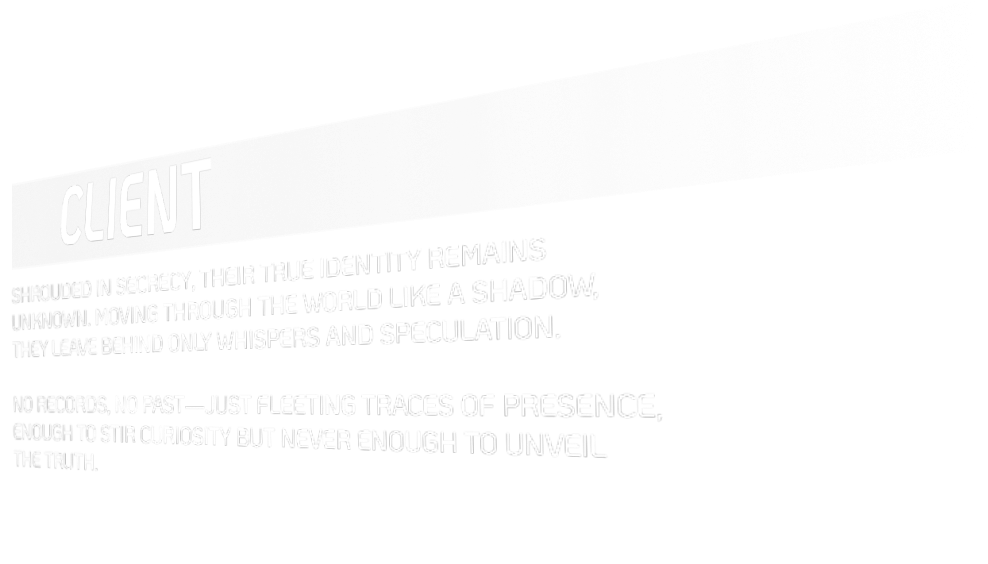 CLIENT
SHROUDED IN SECRECY, THEIR TRUE IDENTITY REMAINS
UNKNOWN. MOVING THROUGH THE WORLD LIKE A SHADOW,
THEY LEAVE BEHIND ONLY WHISPERS AND SPECULATION.
NO RECORDS, NO PAST—JUST FLEETING TRACES OF PRESENCE,
ENOUGH TO STIR CURIOSITY BUT NEVER ENOUGH TO UNVEIL
THE TRUTH.